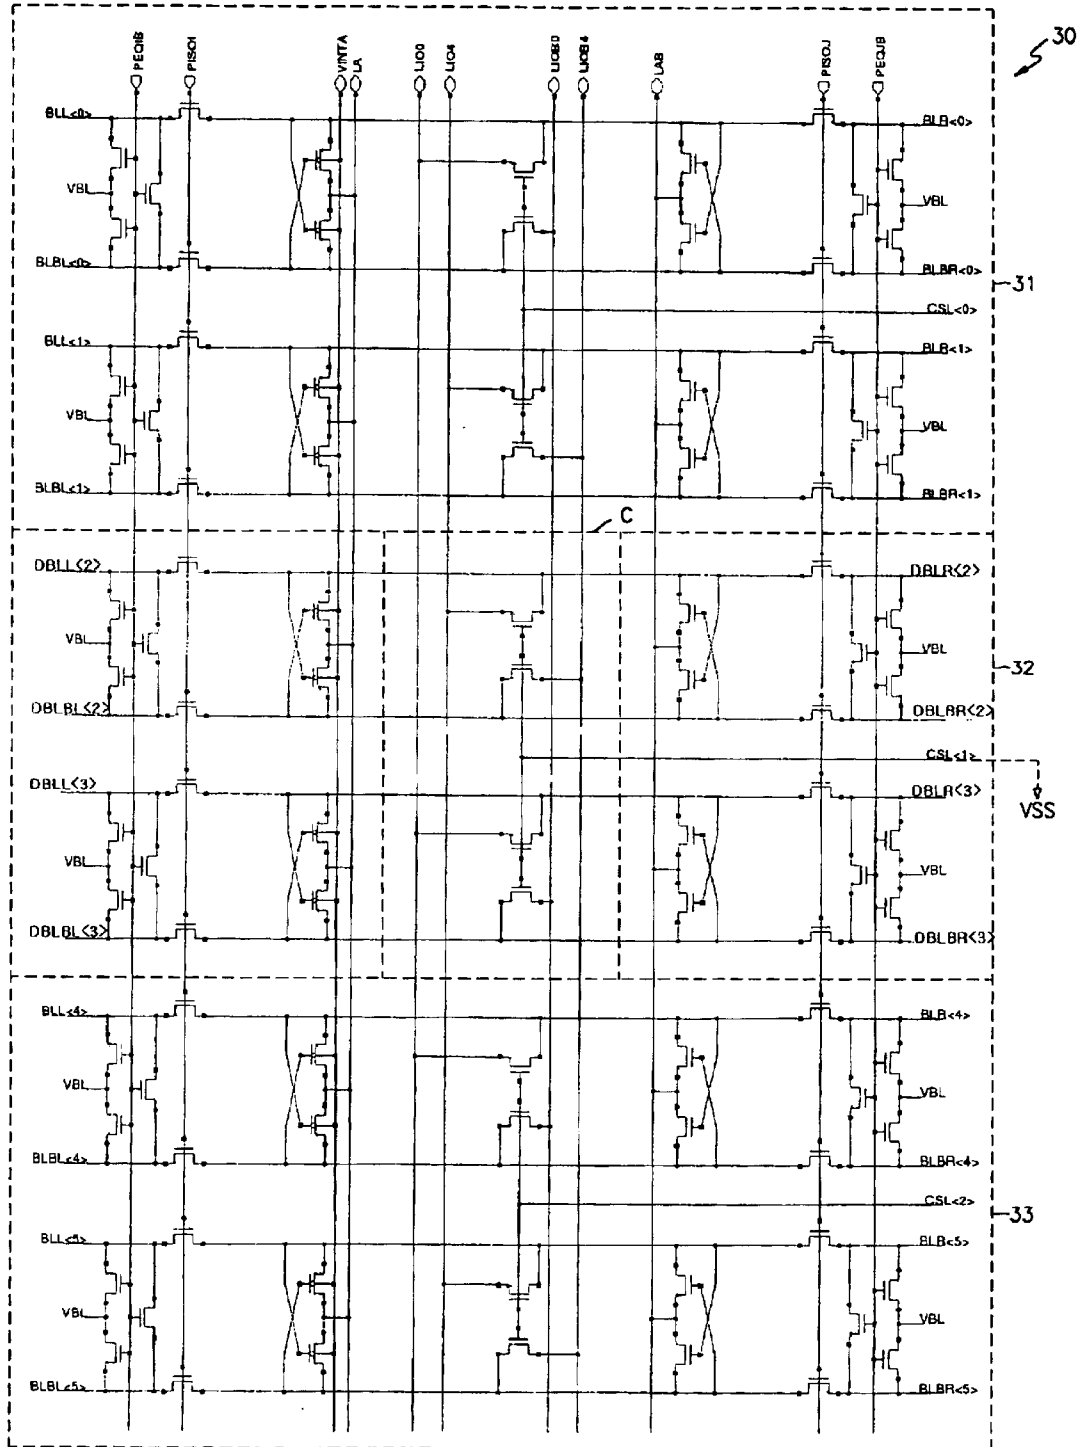 PEQIB
PISOI
VINTA
LA
LIO0
LIO4
LIOB0
LIOB4
LAB
PISOJ
PEQJB
30
BLL<0>
BLR<0>
VBL
VBL
BLBL<0>
BLBR<0>
31
CSL<0>
BLL<1>
BLR<1>
VBL
VBL
BLBL<1>
BLBR<1>
C
DBLL<2>
DBLR<2>
VBL
VBL
32
DBLBL<2>
DBLBR<2>
CSL<1>
DBLL<3>
DBLR<3>
VSS
VBL
VBL
DBLBL<3>
DBLBR<3>
BLL<4>
BLR<4>
VBL
VBL
BLBL<4>
BLBR<4>
CSL<2>
33
BLL<5>
BLR<5>
VBL
VBL
BLBL<5>
BLBR<5>